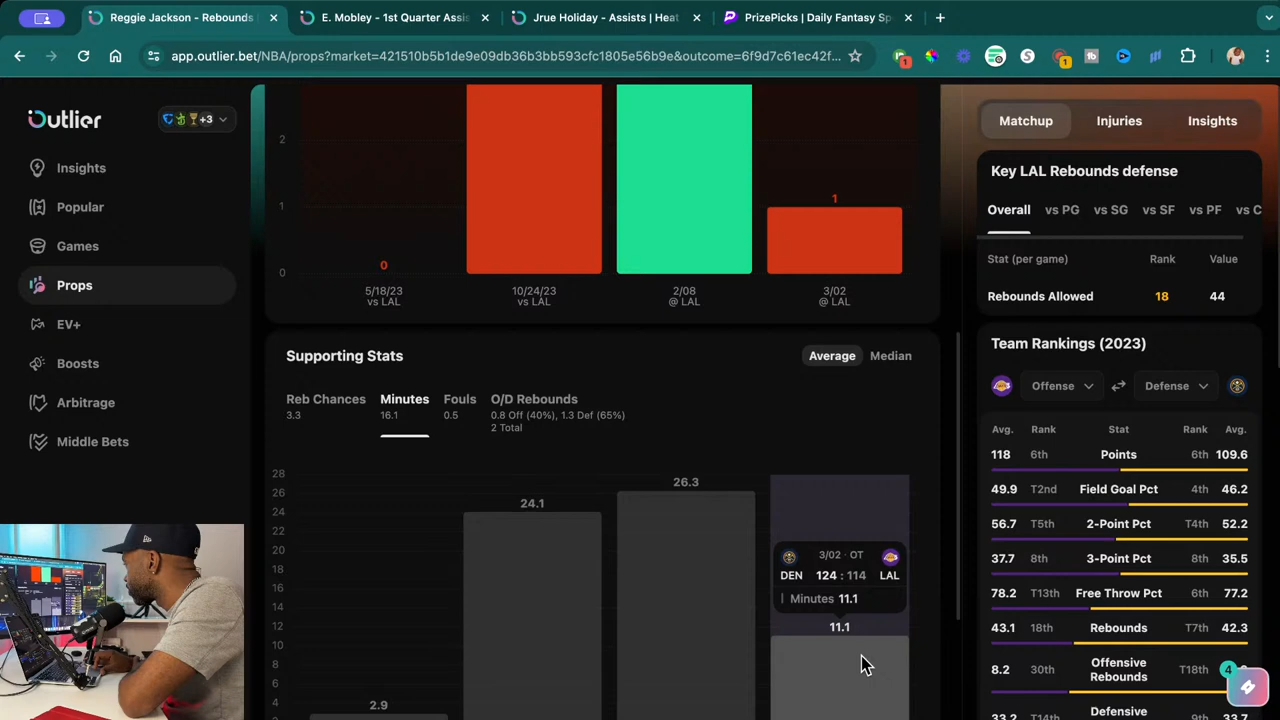 Reggie Jackson - Rebounds
E. Mobley - 1st Quarter Assis
Jrue Holiday - Assists | Heat
PrizePicks | Daily Fantasy Sp
app.outlier.bet/NBA/props?market=421510b5b1de9e09db36b3bb593cfc1805e56b9e&outcome=6f9d7c61ec42f...
Outlier
+3
Insights
Popular
Games
Props
EV+
Boosts
Arbitrage
Middle Bets
2
1
0
0
1
5/18/23
vs LAL
10/24/23
vs LAL
2/08
@ LAL
3/02
@ LAL
Supporting Stats
Average
Median
Reb Chances
3.3
Minutes
16.1
Fouls
0.5
O/D Rebounds
0.8 Off (40%), 1.3 Def (65%)
2 Total
28
26
24
22
20
18
16
14
12
10
8
6
4
2.9
24.1
26.3
11.1
3/02 · OT
DEN 124 : 114 LAL
Minutes 11.1
Matchup
Injuries
Insights
Key LAL Rebounds defense
Overall vs PG vs SG vs SF vs PF vs C
Stat (per game) Rank Value
Rebounds Allowed 18 44
Team Rankings (2023)
Offense
Defense
Avg. Rank Stat Rank Avg.
118 6th Points 6th 109.6
49.9 T2nd Field Goal Pct 4th 46.2
56.7 T5th 2-Point Pct T4th 52.2
37.7 8th 3-Point Pct 8th 35.5
78.2 T13th Free Throw Pct 6th 77.2
43.1 18th Rebounds T7th 42.3
8.2 30th Offensive Rebounds T18th
4
33.2 T14th Defensive 9th 33.7